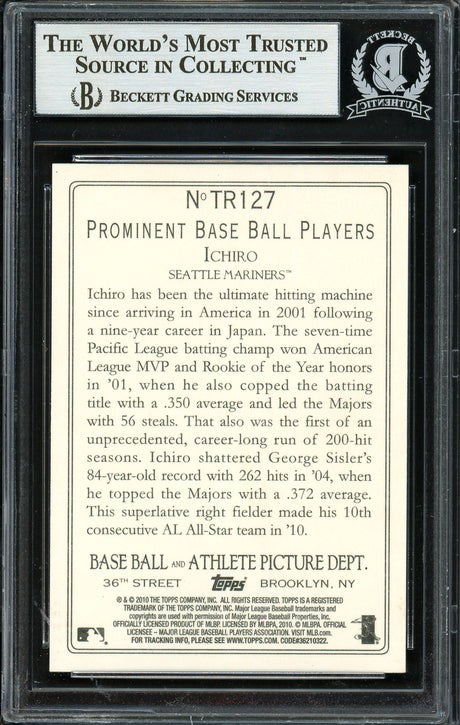 THE WORLD'S MOST TRUSTED
SOURCE IN COLLECTING™
B BECKETT GRADING SERVICES
BECKETT
B
AUTHENTIC
Nº TR127
PROMINENT BASE BALL PLAYERS
ICHIRO
SEATTLE MARINERS™
Ichiro has been the ultimate hitting machine
since arriving in America in 2001 following
a nine-year career in Japan. The seven-time
Pacific League batting champ won American
League MVP and Rookie of the Year honors
in '01, when he also copped the batting
title with a .350 average and led the Majors
with 56 steals. That also was the first of an
unprecedented, career-long run of 200-hit
seasons. Ichiro shattered George Sisler's
84-year-old record with 262 hits in '04, when
he topped the Majors with a .372 average.
This superlative right fielder made his 10th
consecutive AL All-Star team in '10.
BASE BALL AND ATHLETE PICTURE DEPT.
36TH STREET topps BROOKLYN, NY
® & © 2010 THE TOPPS COMPANY, INC. ALL RIGHTS RESERVED. TOPPS IS A REGISTERED
TRADEMARK OF THE TOPPS COMPANY, INC. Major League Baseball trademarks and
copyrights are used with permission of Major League Baseball Properties, Inc.
OFFICIALLY LICENSED PRODUCT OF MLBP. LICENSED BY MLBPA, 2010. © MLBPA. OFFICIAL
LICENSEE – MAJOR LEAGUE BASEBALL PLAYERS ASSOCIATION. VISIT MLB.com.
FOR TRACKING INFO, PLEASE SEE WWW.TOPPS.COM. CODE#36210322.